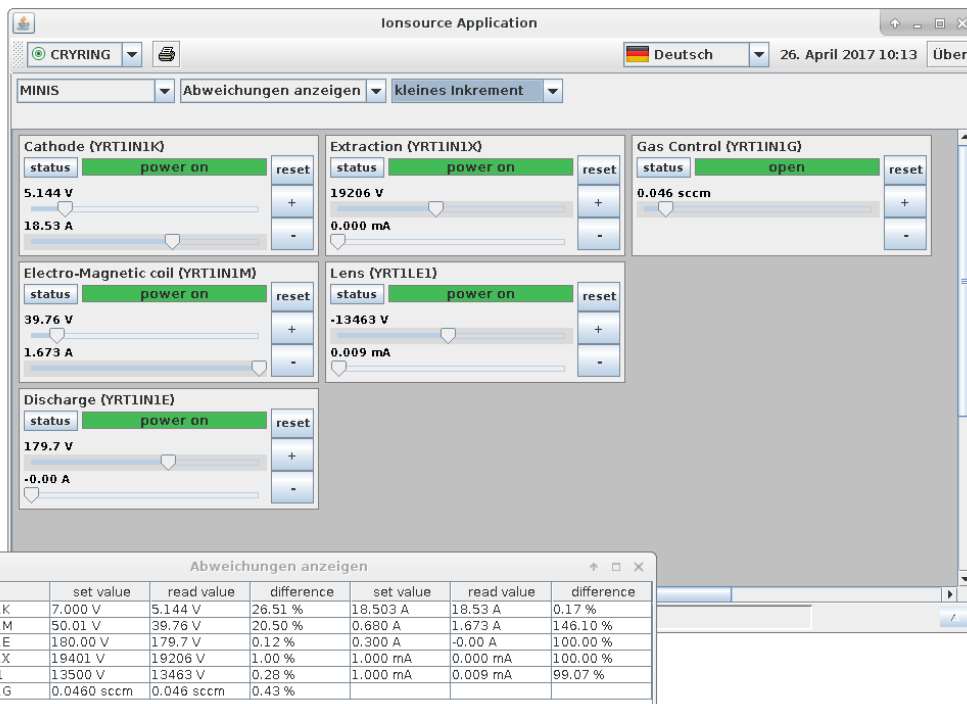 Ionsource Application
CRYRING Deutsch 26. April 2017 10:13 Über
MINIS Abweichungen anzeigen kleines Inkrement
Cathode (YRT1IN1K)
status power on reset
5.144 V
+
18.53 A
-
Extraction (YRT1IN1X)
status power on reset
19206 V
+
0.000 mA
-
Gas Control (YRT1IN1G)
status open reset
0.046 sccm
+
-
Electro-Magnetic coil (YRT1IN1M)
status power on reset
39.76 V
+
1.673 A
-
Lens (YRT1LE1)
status power on reset
-13463 V
+
0.009 mA
-
Discharge (YRT1IN1E)
status power on reset
179.7 V
+
-0.00 A
-
Abweichungen anzeigen
set value read value difference set value read value difference
K 7.000 V 5.144 V 26.51 % 18.503 A 18.53 A 0.17 %
M 50.01 V 39.76 V 20.50 % 0.680 A 1.673 A 146.10 %
E 180.00 V 179.7 V 0.12 % 0.300 A -0.00 A 100.00 %
X 19401 V 19206 V 1.00 % 1.000 mA 0.000 mA 100.00 %
13500 V 13463 V 0.28 % 1.000 mA 0.009 mA 99.07 %
G 0.0460 sccm 0.046 sccm 0.43 %